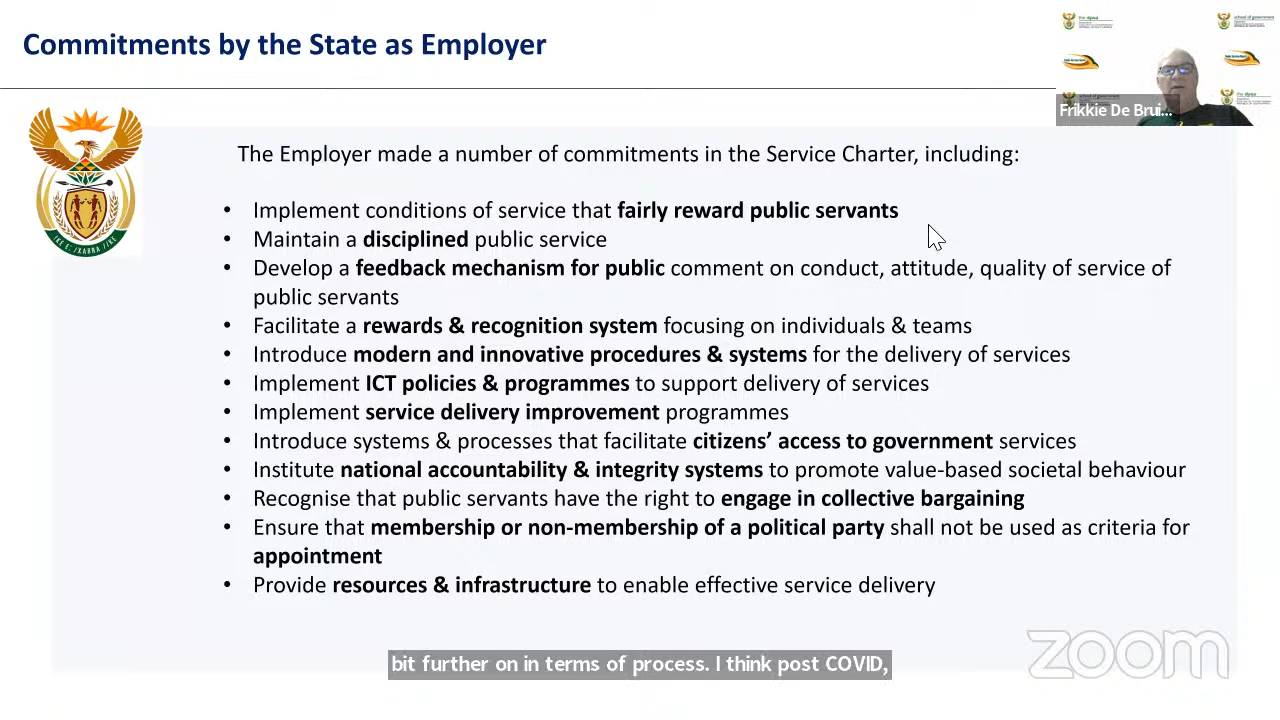 Commitments by the State as Employer
the dpsa
school of government
Frikkie De Brui...
The Employer made a number of commitments in the Service Charter, including:
• Implement conditions of service that fairly reward public servants
• Maintain a disciplined public service
• Develop a feedback mechanism for public comment on conduct, attitude, quality of service of
public servants
• Facilitate a rewards & recognition system focusing on individuals & teams
• Introduce modern and innovative procedures & systems for the delivery of services
• Implement ICT policies & programmes to support delivery of services
• Implement service delivery improvement programmes
• Introduce systems & processes that facilitate citizens' access to government services
• Institute national accountability & integrity systems to promote value-based societal behaviour
• Recognise that public servants have the right to engage in collective bargaining
• Ensure that membership or non-membership of a political party shall not be used as criteria for
appointment
• Provide resources & infrastructure to enable effective service delivery
zoom
bit further on in terms of process. I think post COVID,